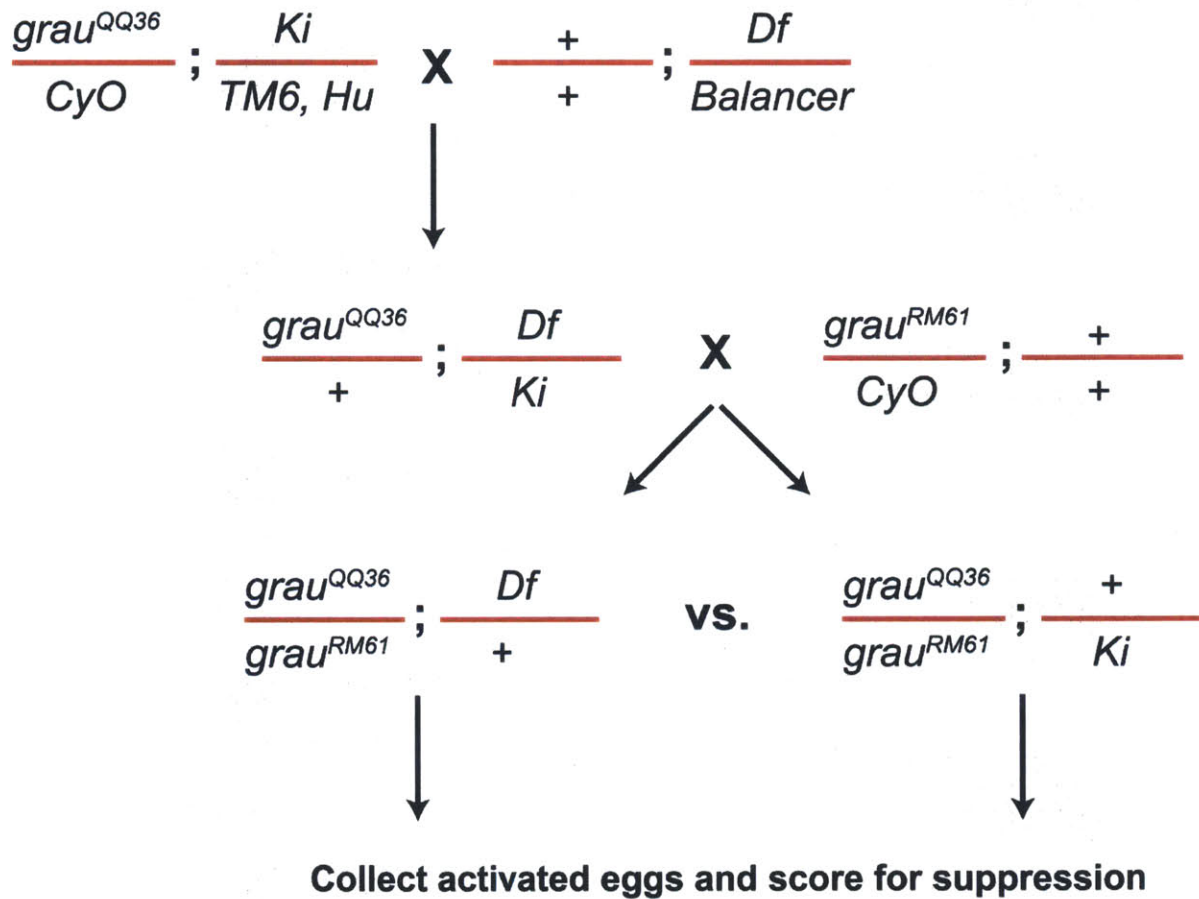 grau^QQ36 ; Ki X + ; Df
CyO TM6, Hu + Balancer
grau^QQ36 ; Df X grau^RM61 ; +
+ Ki CyO +
grau^QQ36 ; Df vs. grau^QQ36 ; +
grau^RM61 + grau^RM61 Ki
Collect activated eggs and score for suppression